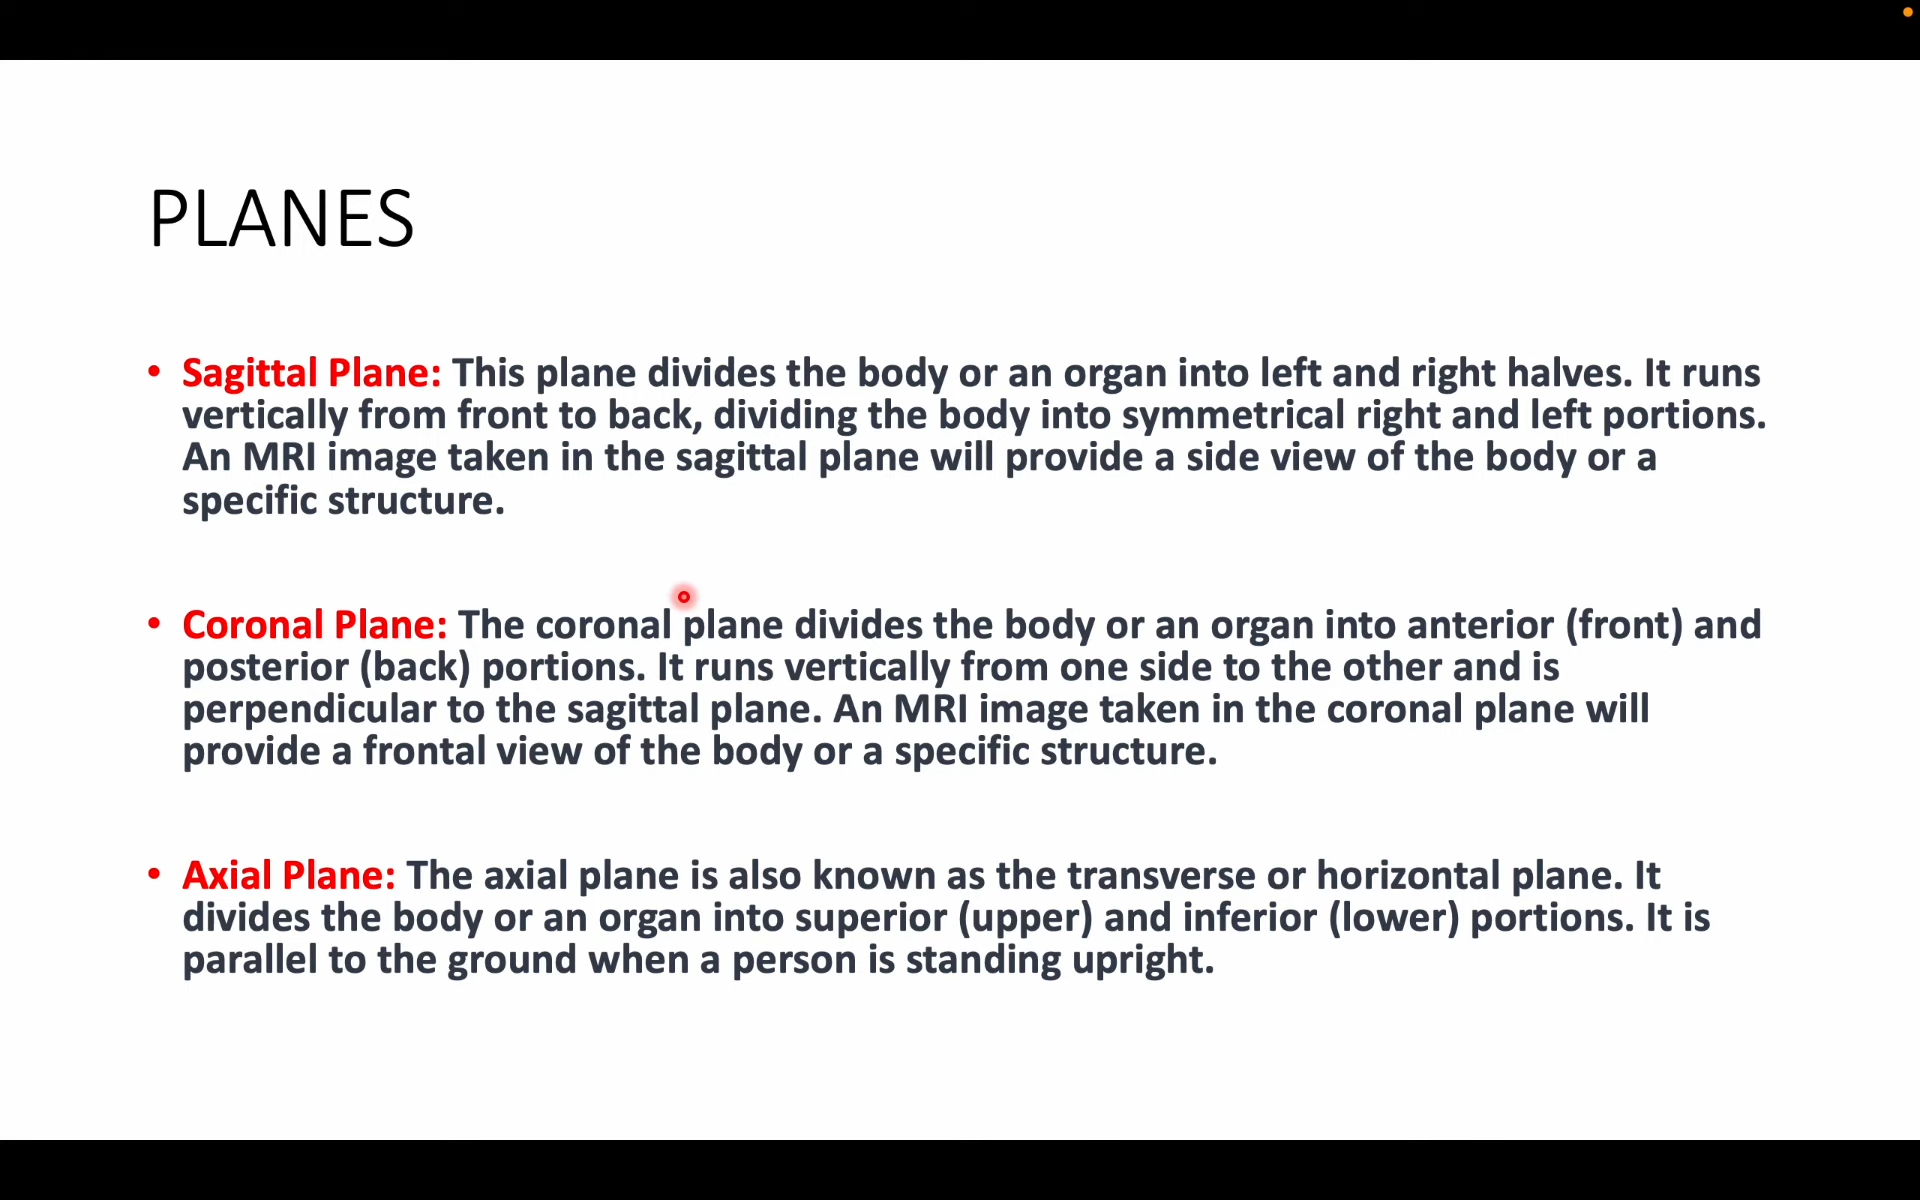 PLANES
• Sagittal Plane: This plane divides the body or an organ into left and right halves. It runs
vertically from front to back, dividing the body into symmetrical right and left portions.
An MRI image taken in the sagittal plane will provide a side view of the body or a
specific structure.
• Coronal Plane: The coronal plane divides the body or an organ into anterior (front) and
posterior (back) portions. It runs vertically from one side to the other and is
perpendicular to the sagittal plane. An MRI image taken in the coronal plane will
provide a frontal view of the body or a specific structure.
• Axial Plane: The axial plane is also known as the transverse or horizontal plane. It
divides the body or an organ into superior (upper) and inferior (lower) portions. It is
parallel to the ground when a person is standing upright.